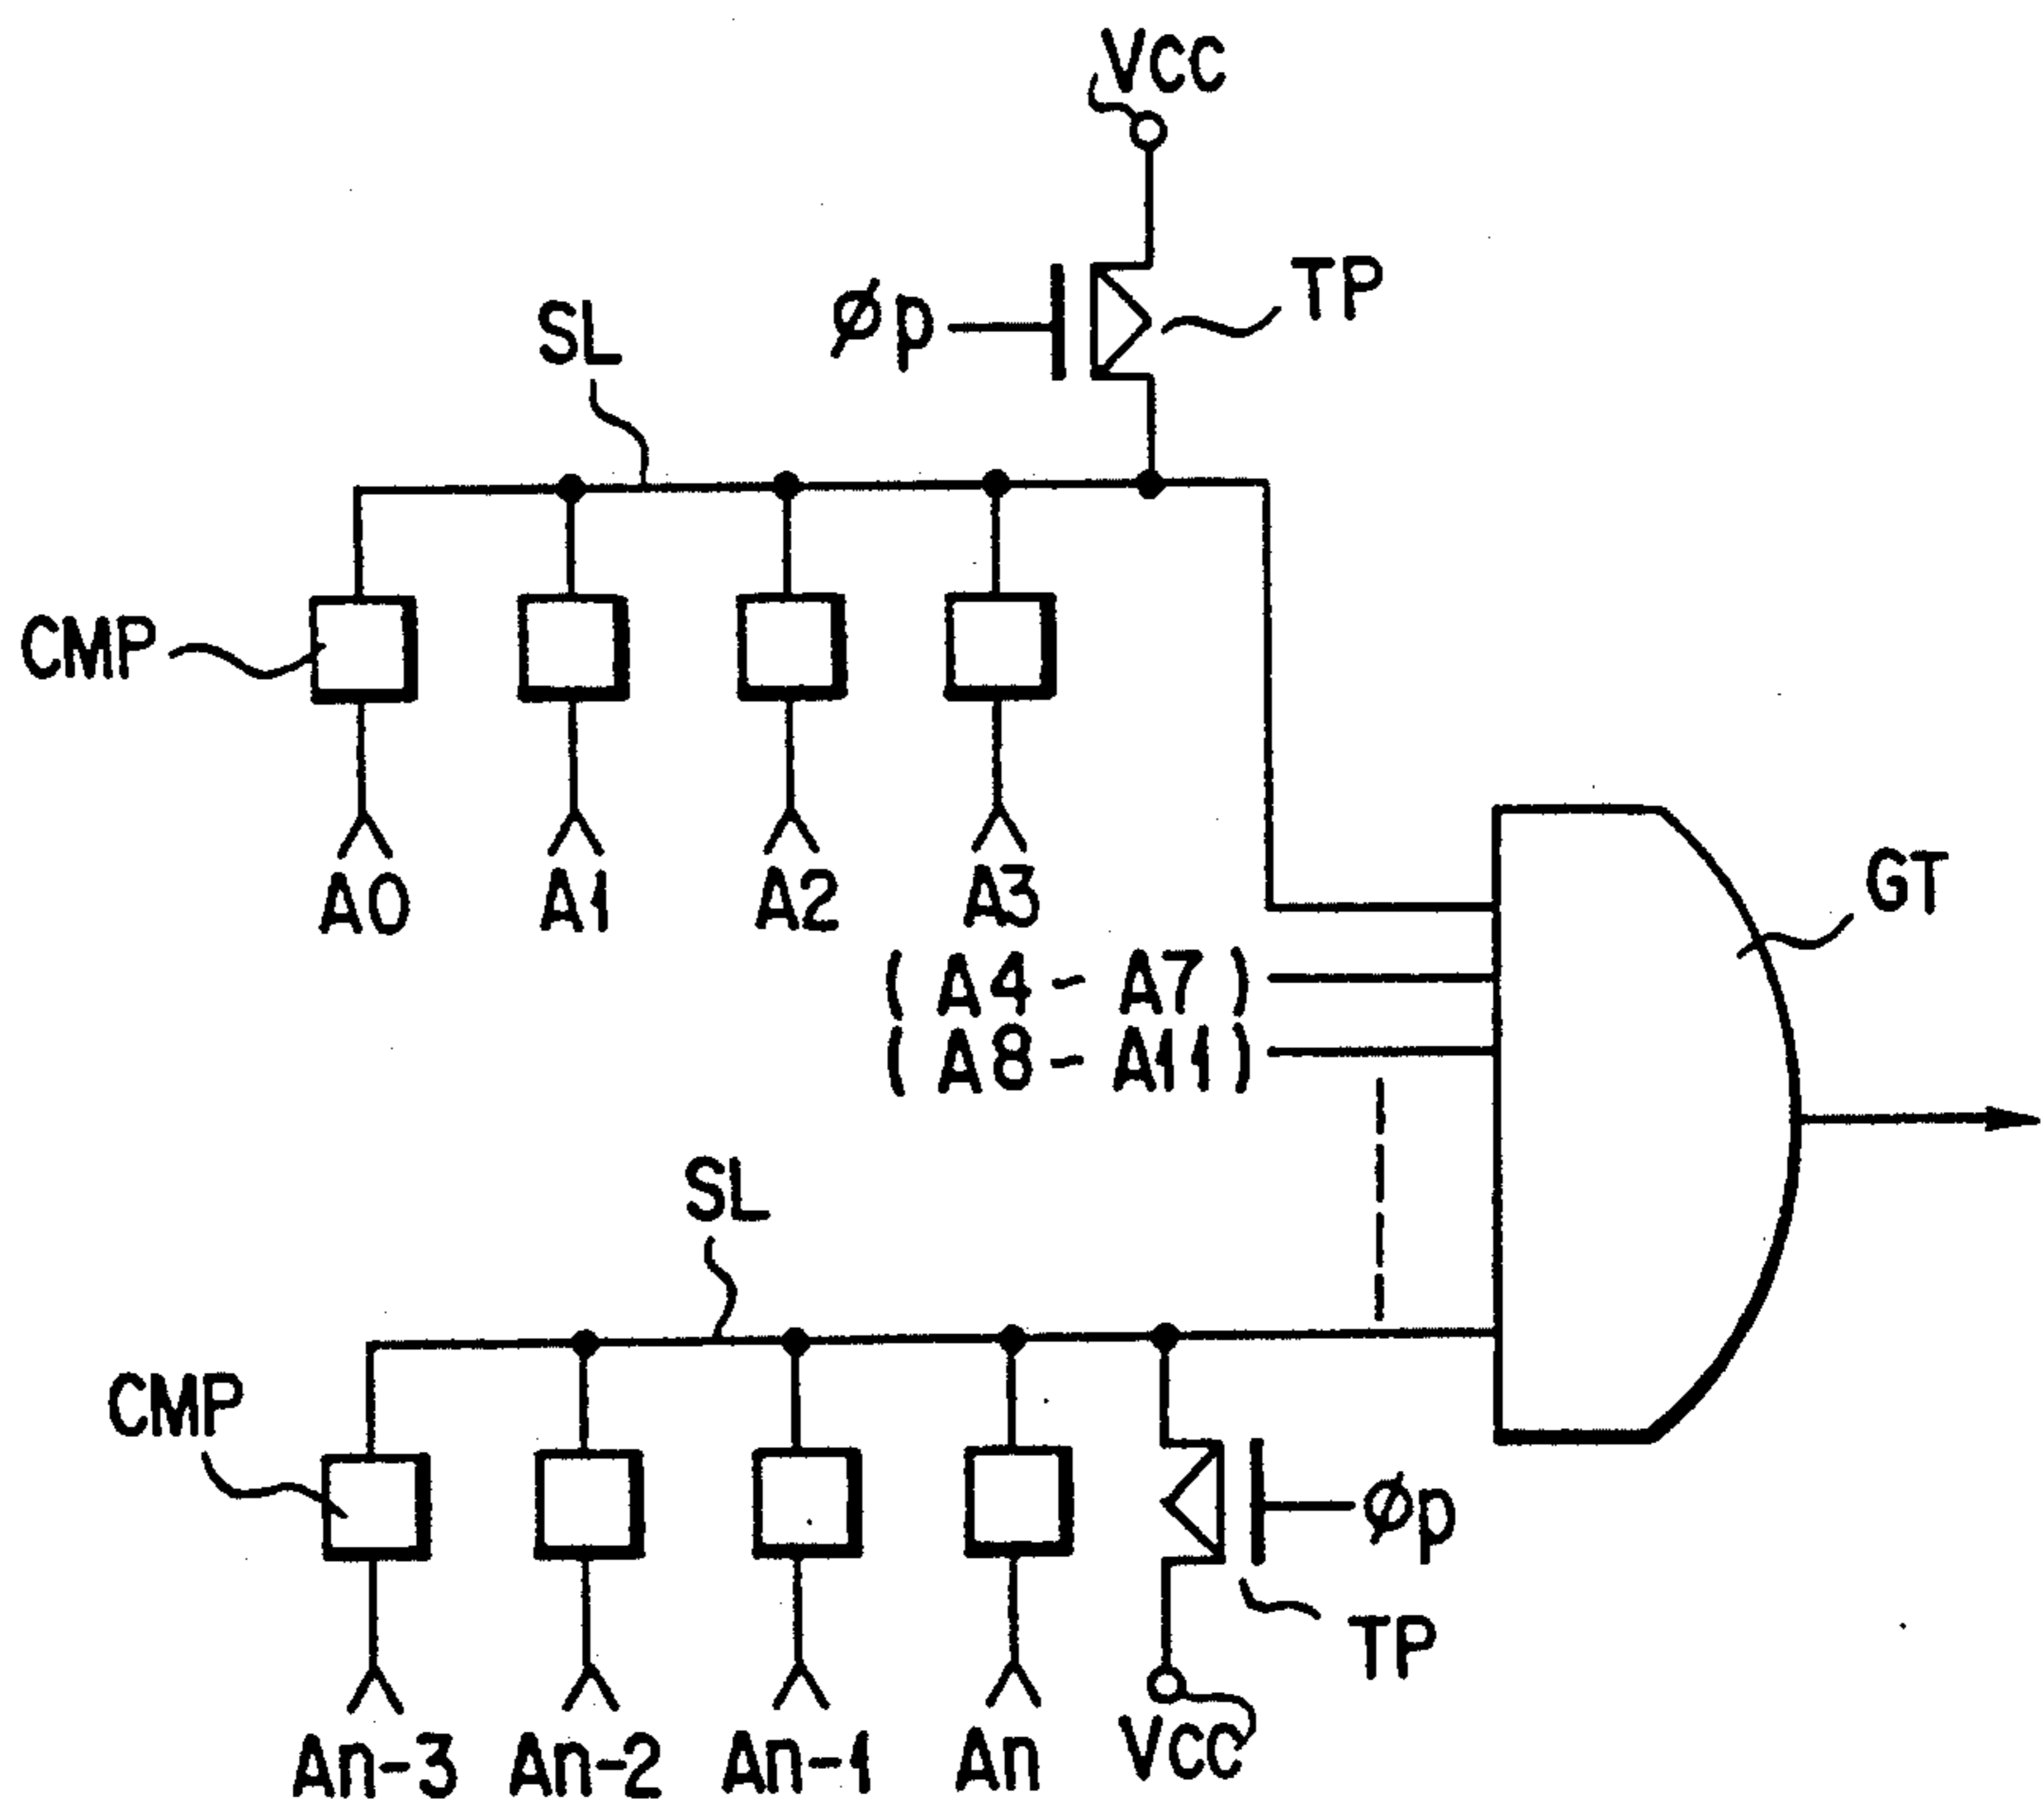 VCC
Øp
TP
SL
CMP
A0 A1 A2 A3
GT
(A4-A7)
(A8-A11)
SL
CMP
Øp
TP
An-3 An-2 An-1 An VCC